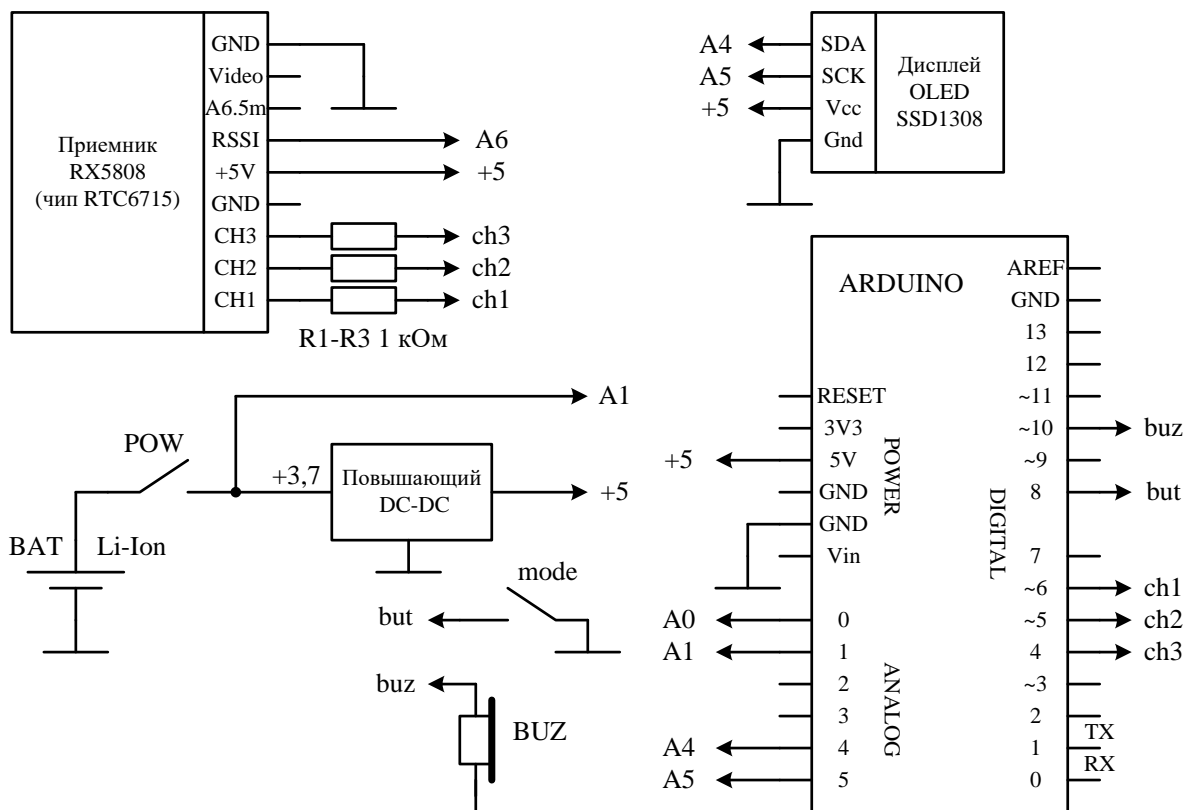 GND
Video
A6.5m
RSSI
+5V
GND
CH3
CH2
CH1
Приемник
RX5808
(чип RTC6715)
A6
+5
ch3
ch2
ch1
R1-R3 1 кОм
A4
A5
+5
SDA
SCK
Vcc
Gnd
Дисплей
OLED
SSD1308
POW
A1
+3,7
Повышающий
DC-DC
+5
BAT
Li-Ion
mode
but
buz
BUZ
ARDUINO
RESET
3V3
5V
GND
GND
Vin
POWER
+5
A0
A1
A4
A5
0
1
2
3
4
5
ANALOG
AREF
GND
13
12
~11
~10
~9
8
7
~6
~5
4
~3
2
1
0
DIGITAL
TX
RX
buz
but
ch1
ch2
ch3